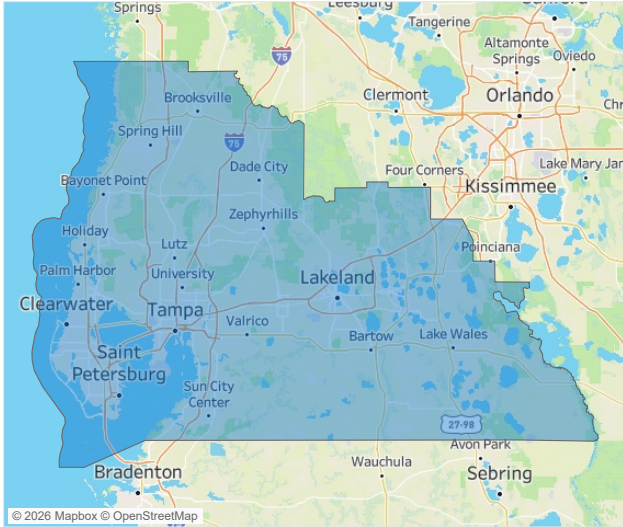 Springs
Leesburg
Tangerine
Sanford
Altamonte
Springs
Oviedo
75
Clermont
Orlando
Brooksville
Spring Hill
75
Dade City
Four Corners
Lake Mary Jan
Bayonet Point
Kissimmee
Zephyrhills
Holiday
Lutz
Poinciana
Palm Harbor
University
Lakeland
Clearwater
Tampa
Valrico
Bartow
Lake Wales
Saint
Petersburg
Sun City
Center
27-98
Avon Park
Bradenton
Wauchula
Sebring
© 2026 Mapbox © OpenStreetMap